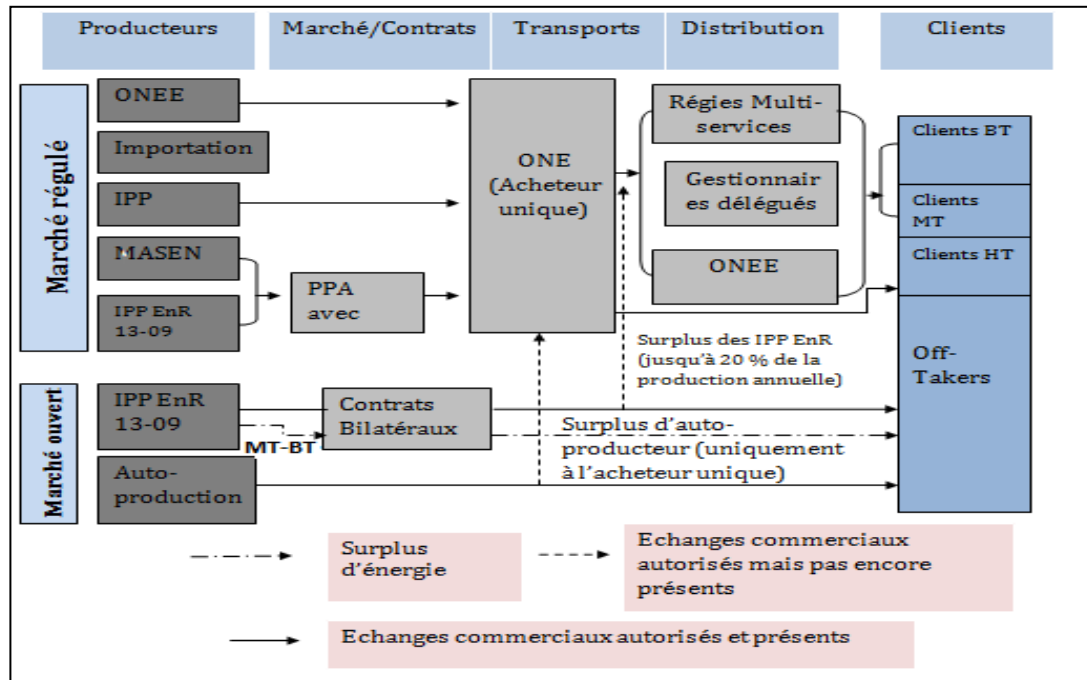 Producteurs
Marché/Contrats
Transports
Distribution
Clients
Marché régulé
ONEE
Importation
IPP
MASEN
IPP EnR
13-09
PPA
avec
ONE
(Acheteur
unique)
Régies Multi-
services
Gestionnair
es délégués
ONEE
Clients BT
Clients
MT
Clients HT
Off-
Takers
Surplus des IPP EnR
(jusqu'à 20 % de la
production annuelle)
Marché ouvert
IPP EnR
13-09
MT-BT
Auto-
production
Contrats
Bilatéraux
Surplus d'auto-
producteur (uniquement
à l'acheteur unique)
Surplus
d'énergie
Echanges commerciaux
autorisés mais pas encore
présents
Echanges commerciaux autorisés et présents